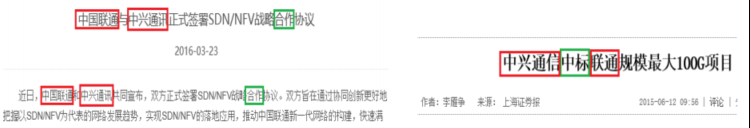 中国联通与中兴通讯正式签署SDN/NFV战略合作协议
2016-03-23
近日，中国联通和中兴通讯共同宣布，双方正式签署SDN/NFV战略合作协议。双方旨在通过协同创新更好地
把握以SDN/NFV为代表的网络发展趋势，实现SDN/NFV的落地应用，推动中国联通新一代网络的构建，快速满
中兴通信中标联通规模最大100G项目
作者：李雁争 来源：上海证券报 2015-06-12 09:56 | 评论 |